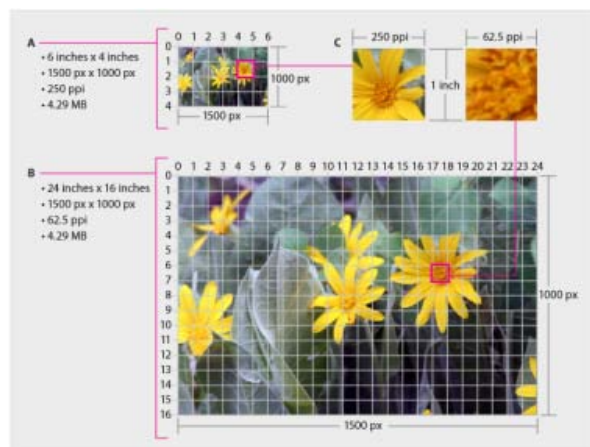 A
• 6 inches x 4 inches
• 1500 px x 1000 px
• 250 ppi
• 4.29 MB
0 1 2 3 4 5 6
0
1
2
3
4
1000 px
1500 px
C
250 ppi
62.5 ppi
1 inch
B
• 24 inches x 16 inches
• 1500 px x 1000 px
• 62.5 ppi
• 4.29 MB
0 1 2 3 4 5 6 7 8 9 10 11 12 13 14 15 16 17 18 19 20 21 22 23 24
0
1
2
3
4
5
6
7
8
9
10
11
12
13
14
15
16
1000 px
1500 px